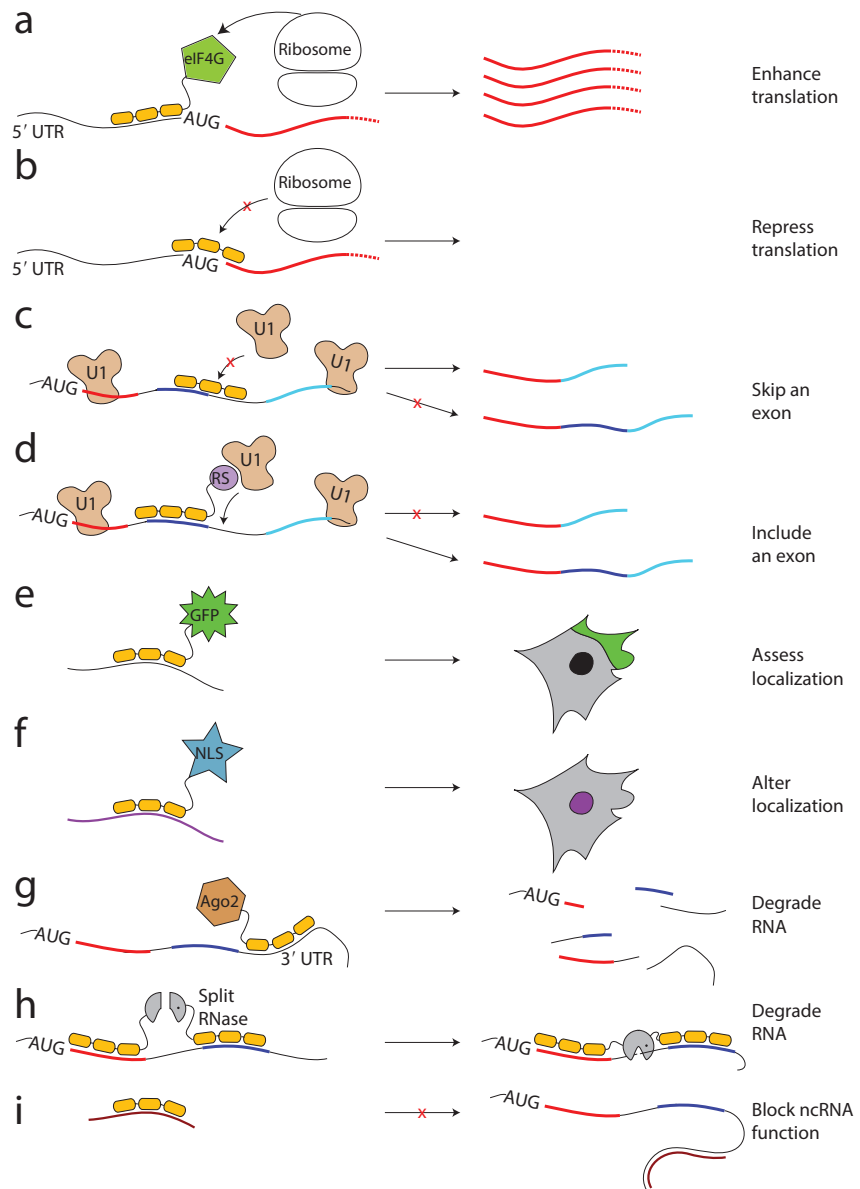 a
eIF4G
Ribosome
5′ UTR
AUG
Enhance
translation
b
Ribosome
x
5′ UTR
AUG
Repress
translation
c
AUG
U1
U1
x
U1
x
Skip an
exon
d
AUG
U1
RS
U1
U1
x
Include
an exon
e
GFP
Assess
localization
f
NLS
Alter
localization
g
AUG
Ago2
3′ UTR
AUG
Degrade
RNA
h
AUG
Split
RNase
AUG
Degrade
RNA
i
x
AUG
Block ncRNA
function